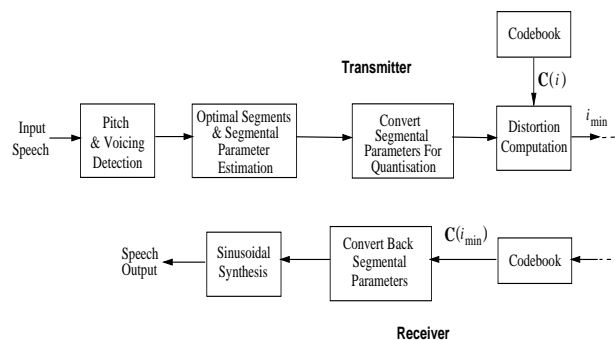 Codebook
Transmitter
C(i)
Input
Speech
Pitch
& Voicing
Detection
Optimal Segments
& Segmental
Parameter
Estimation
Convert
Segmental
Parameters For
Quantisation
Distortion
Computation
i_min
Speech
Output
Sinusoidal
Synthesis
Convert Back
Segmental
Parameters
C(i_min)
Codebook
Receiver